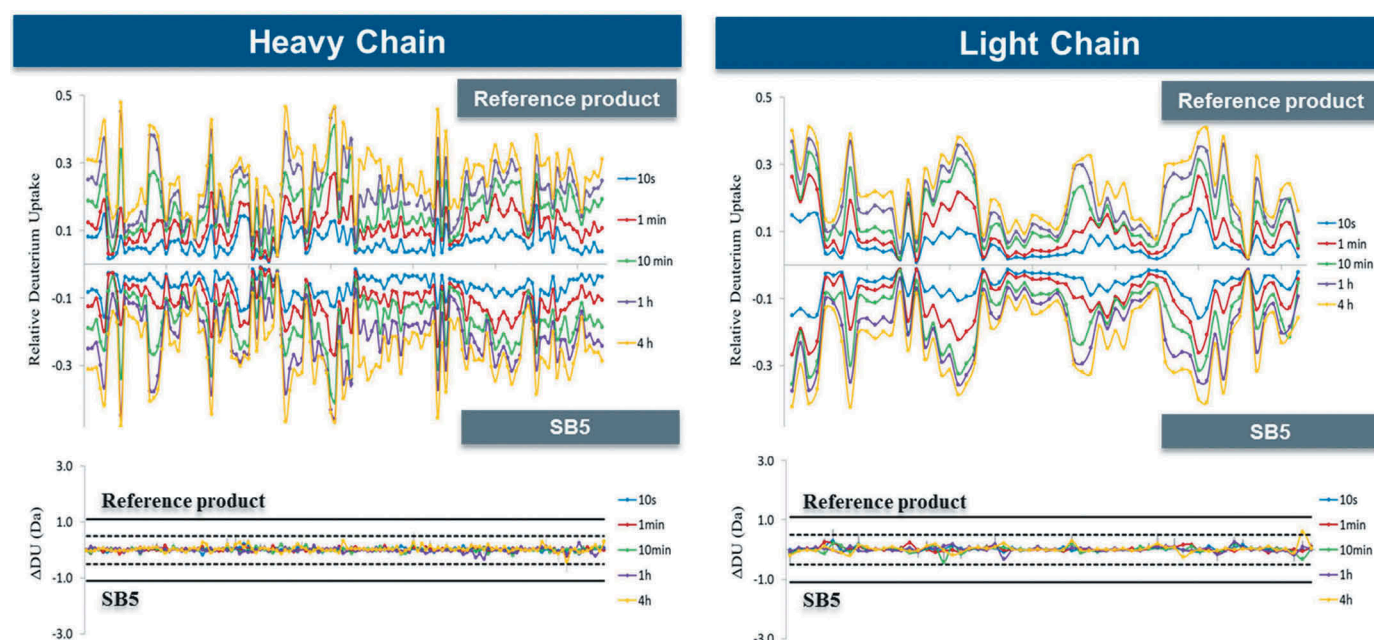 Heavy Chain
Reference product
Relative Deuterium Uptake
0.5
0.3
0.1
-0.1
-0.3
10s
1 min
10 min
1 h
4 h
SB5
ΔDU (Da)
3.0
1.0
-1.0
-3.0
Reference product
SB5
10s
1min
10min
1h
4h
Light Chain
Reference product
Relative Deuterium Uptake
0.5
0.3
0.1
-0.1
-0.3
10s
1 min
10 min
1 h
4 h
SB5
ΔDU (Da)
3.0
1.0
-1.0
-3.0
Reference product
SB5
10s
1min
10min
1h
4h